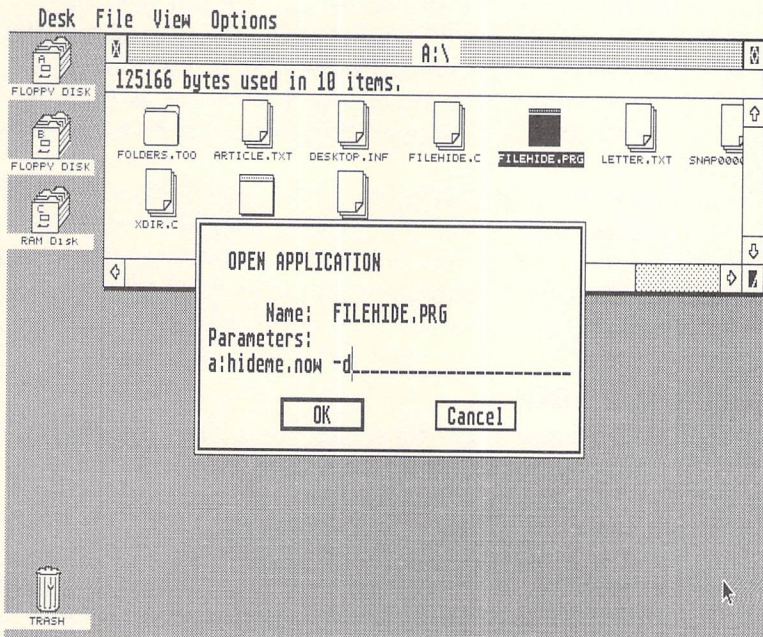 Desk File View Options
A:\
125166 bytes used in 10 items.
A
FLOPPY DISK
B
FLOPPY DISK
C
RAM Disk
FOLDERS.TOO ARTICLE.TXT DESKTOP.INF FILEHIDE.C FILEHIDE.PRG LETTER.TXT SNAP0000
XDIR.C
OPEN APPLICATION
Name: FILEHIDE.PRG
Parameters:
a:hideme.now -d_______________________
OK Cancel
TRASH